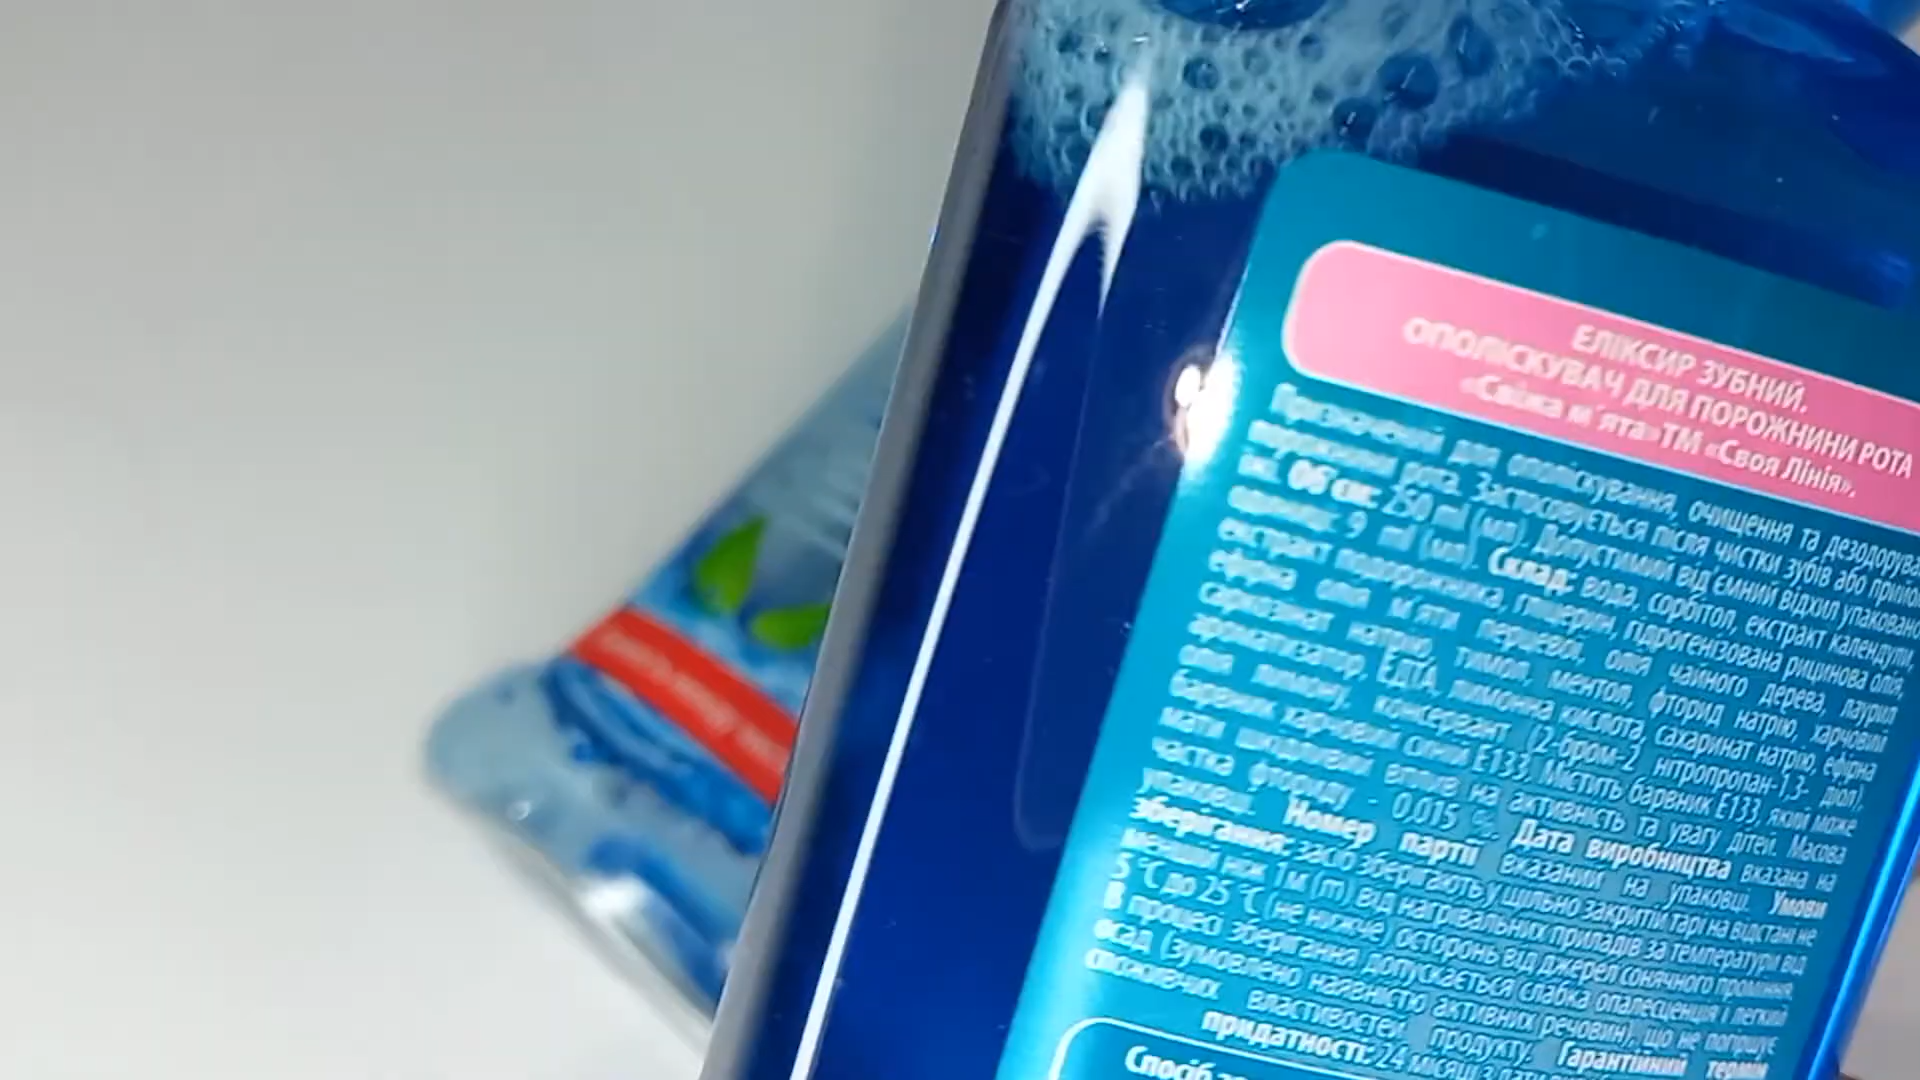 ЕЛІКСИР ЗУБНИЙ.
ОПОЛІСКУВАЧ ДЛЯ ПОРОЖНИНИ РОТА
«Свіжа м'ята» ТМ «Своя Лінія».
Призначений для ополіскування, очищення та
порожнини рота. Застосовується після чистки зубів або
їжі. Об'єм: 250 ml (мл). Допустимий від'ємний відхил упаковано
одиниці: 9 ml (мл). Склад: вода, сорбітол, екстракт календули,
екстракт подорожника, гліцерин, гідрогенізована рицинова олія,
ефірна олія м'яти перцевої, олія чайного дерева, лаурил
саркозинат натрію, тимол, ментол, фторид натрію, харчовий
ароматизатор, ЕДТА, лимонна кислота, сахаринат натрію, ефірна
олія лимону, консервант (2-бром-2 нітропропан-1,3- діол),
барвник харчовий синій Е133. Містить барвник Е133, який може
мати шкідливий вплив на активність та увагу дітей. Масова
частка фториду - 0,015 %. Дата виробництва вказана на
упаковці. Номер партії вказаний на упаковці. Умови
зберігання: засіб зберігають у щільно закритій тарі на відстані не
менший ніж 1м (m) від нагрівальних приладів за температури від
5 °С до 25 °С (не нижче) осторонь від джерел сонячного проміння.
В процесі зберігання допускається слабка опалесценція і легкий
осад (зумовлено наявністю активних речовин), що не погіршує
споживчих властивостей продукту. Гарантійний термін
придатності: 24 місяці з дати
Спосіб